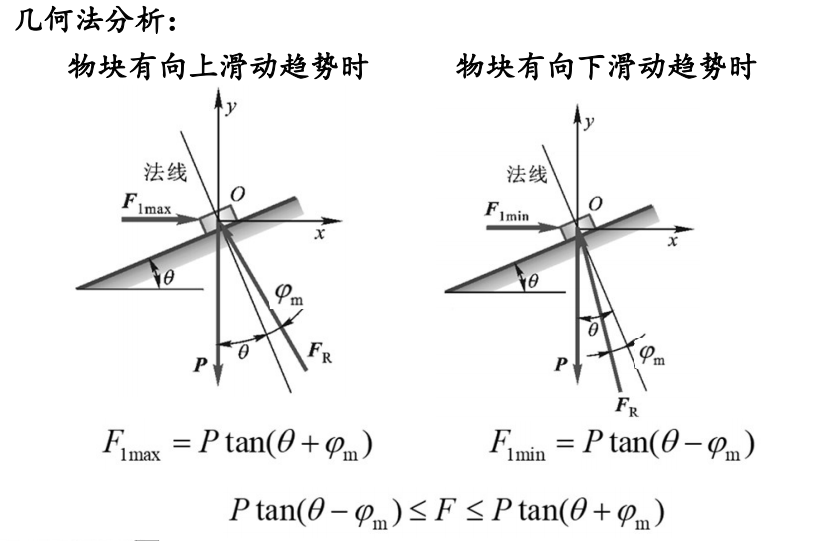 几何法分析：
物块有向上滑动趋势时
物块有向下滑动趋势时
y
法线
O
F1max
x
θ
φm
θ
P
FR
y
法线
O
F1min
x
θ
θ
P
φm
FR
F1max = P tan(θ + φm)
F1min = P tan(θ − φm)
P tan(θ − φm) ≤ F ≤ P tan(θ + φm)